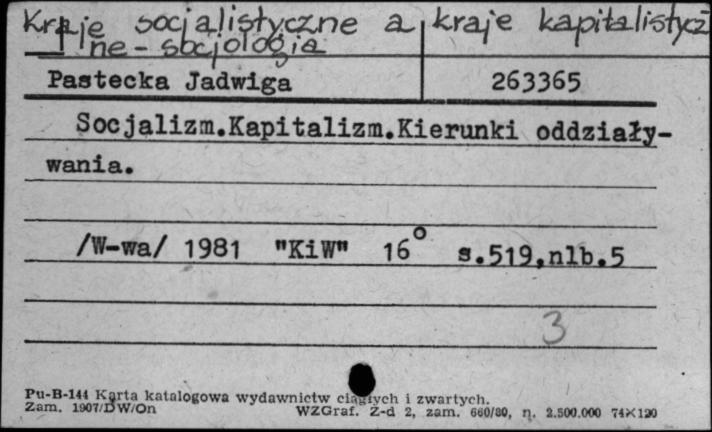 Kraje socjalistyczne a kraje kapitalistycz
ne - socjologia
Pastecka Jadwiga 263365
Socjalizm.Kapitalizm.Kierunki oddziały-
wania.
/W-wa/ 1981 "KiW" 16° s.519,nlb.5
3
Pu-B-144 Karta katalogowa wydawnictw ciągłych i zwartych.
Zam. 1907/DW/On WZGraf. Z-d 2, zam. 660/80, n. 2.500.000 74×120